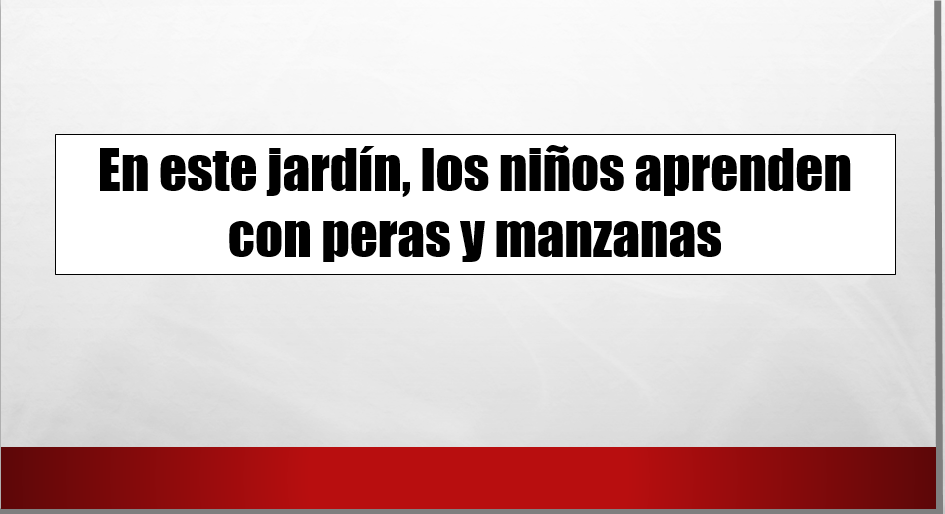 En este jardín, los niños aprenden
con peras y manzanas